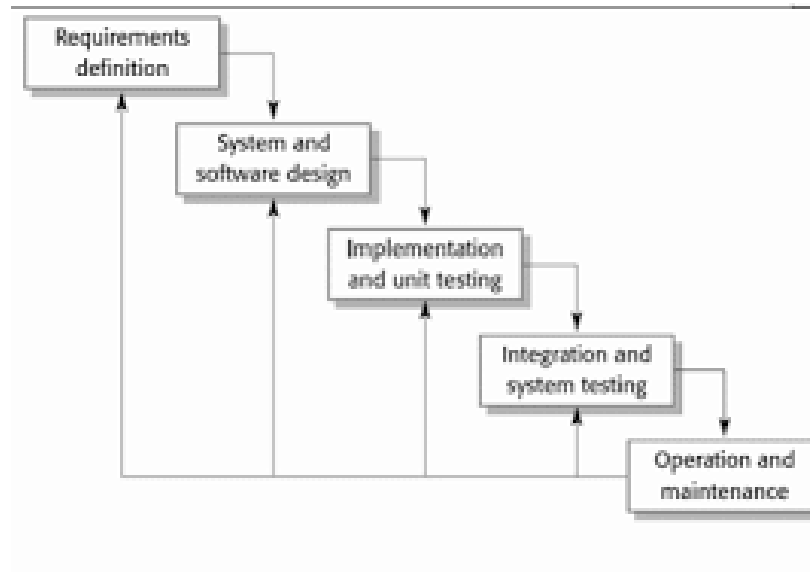 Requirements
definition
System and
software design
Implementation
and unit testing
Integration and
system testing
Operation and
maintenance